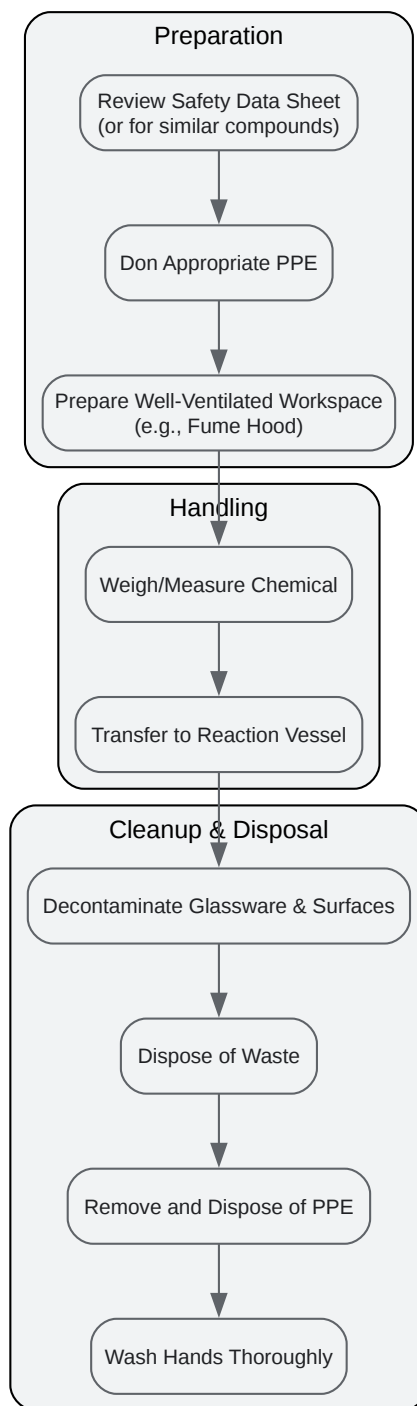 Preparation
Review Safety Data Sheet
(or for similar compounds)
Don Appropriate PPE
Prepare Well-Ventilated Workspace
(e.g., Fume Hood)
Handling
Weigh/Measure Chemical
Transfer to Reaction Vessel
Cleanup & Disposal
Decontaminate Glassware & Surfaces
Dispose of Waste
Remove and Dispose of PPE
Wash Hands Thoroughly